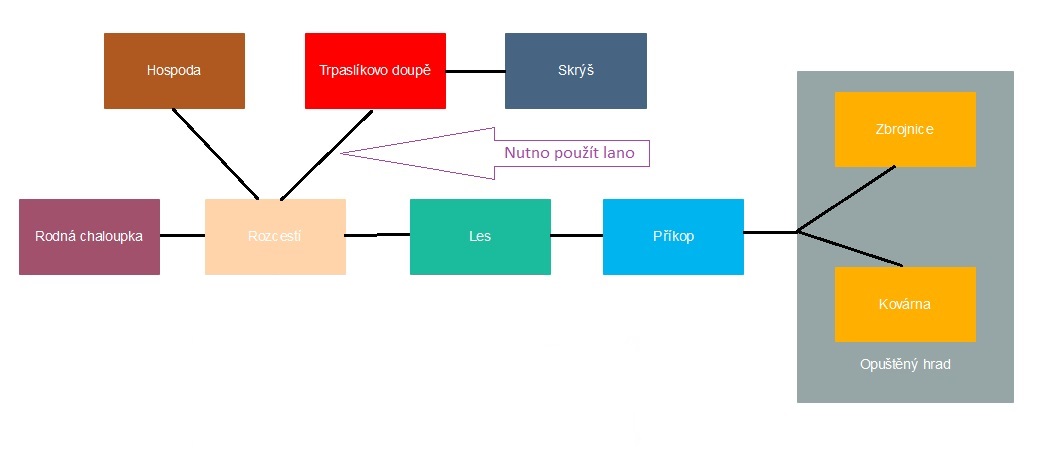 Hospoda
Trpaslíkovo doupě
Skrýš
Zbrojnice
Nutno použít lano
Rodná chaloupka
Rozcestí
Les
Příkop
Kovárna
Opuštěný hrad